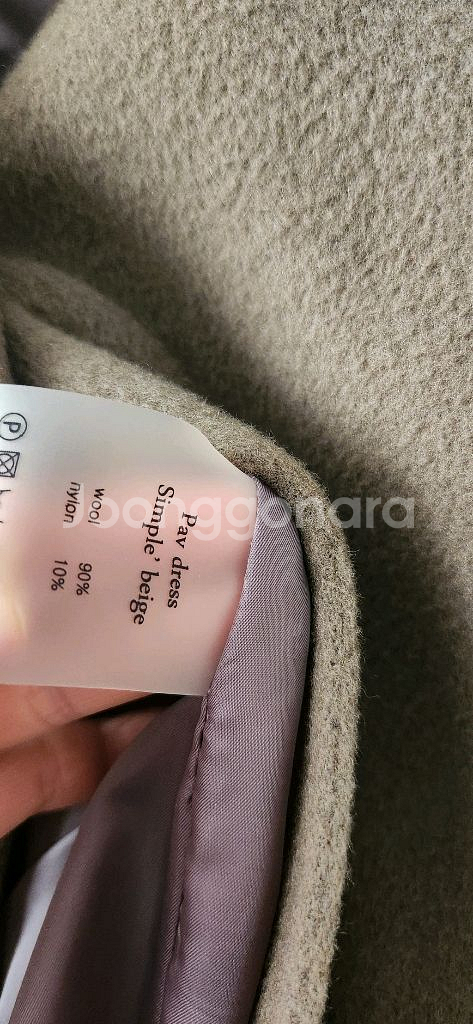 Pav dress
Simple' beige
wool 90%
nylon 10%
P
Joonggonara